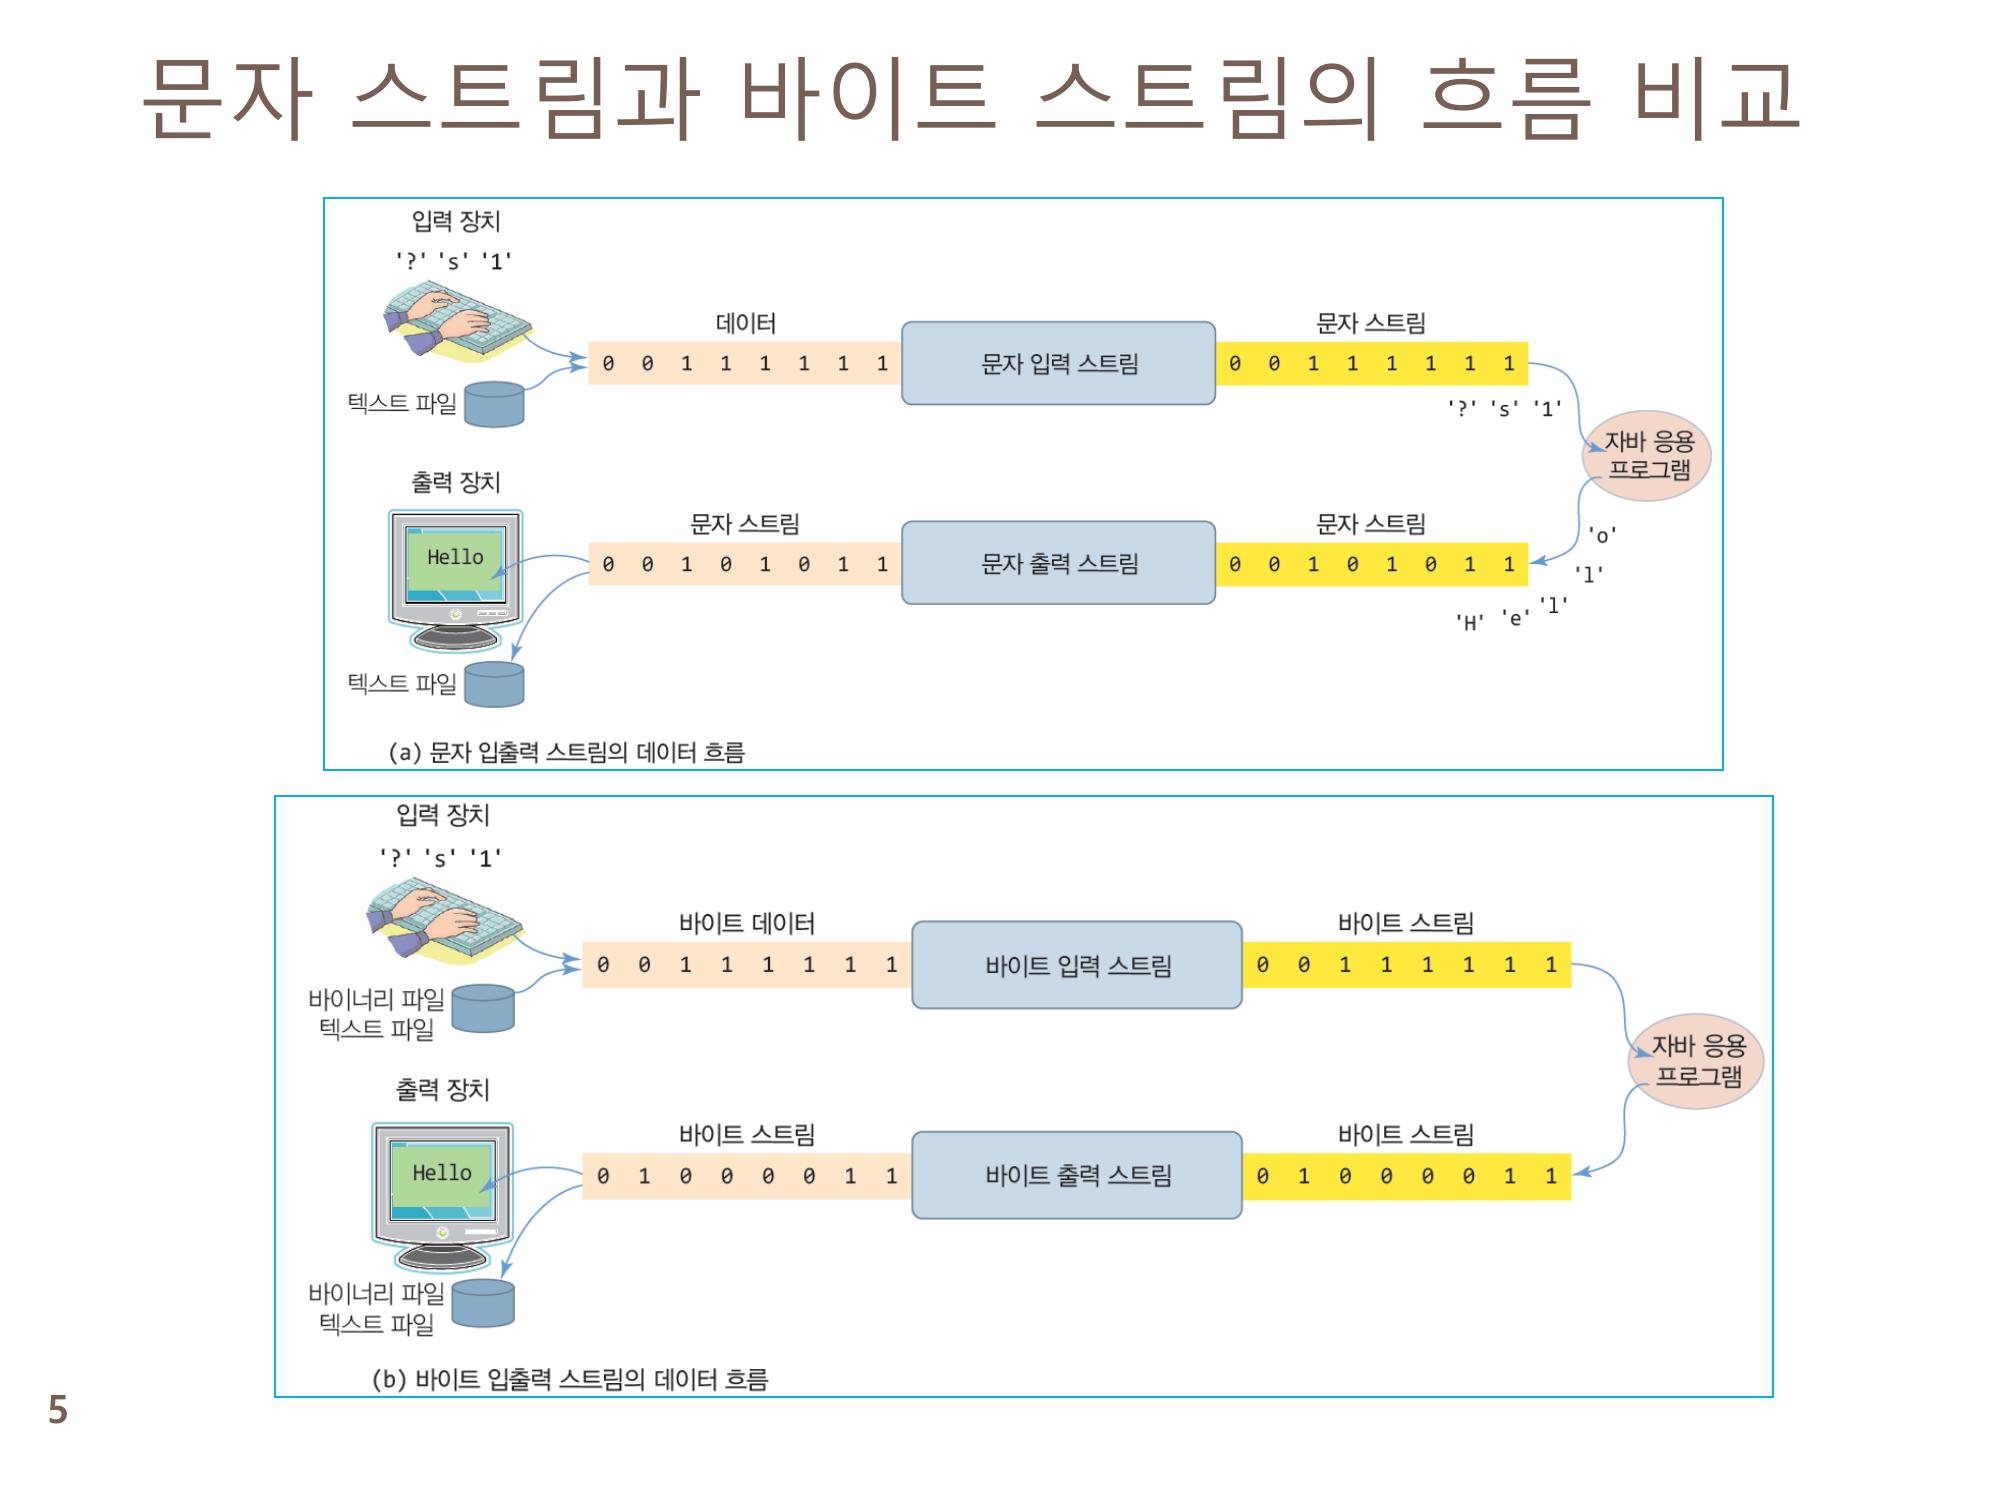 문자 스트림과 바이트 스트림의 흐름 비교
입력 장치
'?' 's' '1'
데이터
문자 스트림
0 0 1 1 1 1 1 1
문자 입력 스트림
0 0 1 1 1 1 1 1
텍스트 파일
'?' 's' '1'
자바 응용
프로그램
출력 장치
Hello
문자 스트림
문자 스트림
0 0 1 0 1 0 1 1
문자 출력 스트림
0 0 1 0 1 0 1 1
'o'
'l'
'l'
'e'
'H'
텍스트 파일
(a) 문자 입출력 스트림의 데이터 흐름
입력 장치
'?' 's' '1'
바이트 데이터
바이트 스트림
0 0 1 1 1 1 1 1
바이트 입력 스트림
0 0 1 1 1 1 1 1
바이너리 파일
텍스트 파일
자바 응용
프로그램
출력 장치
Hello
바이트 스트림
바이트 스트림
0 1 0 0 0 0 1 1
바이트 출력 스트림
0 1 0 0 0 0 1 1
바이너리 파일
텍스트 파일
(b) 바이트 입출력 스트림의 데이터 흐름
5